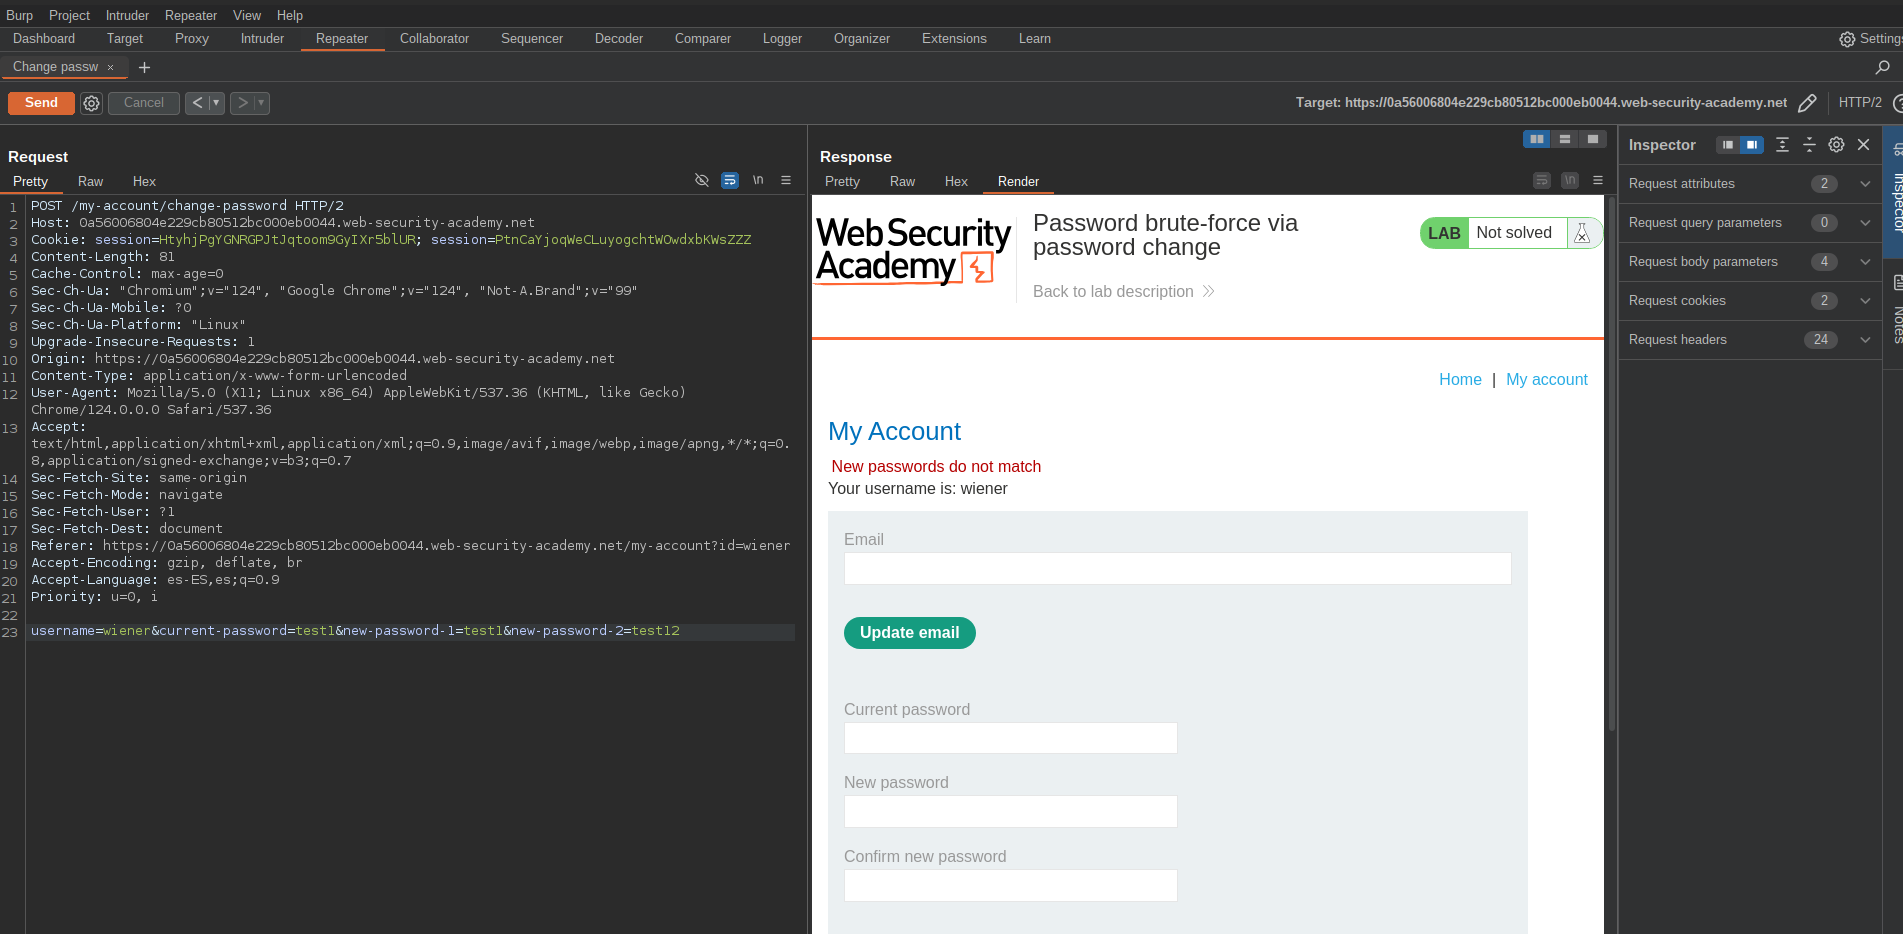 Burp Project Intruder Repeater View Help
Dashboard Target Proxy Intruder Repeater Collaborator Sequencer Decoder Comparer Logger Organizer Extensions Learn Settings
Change passw × +
Send Cancel < > Target: https://0a56006804e229cb80512bc000eb0044.web-security-academy.net HTTP/2
Request
Pretty Raw Hex \n
1 POST /my-account/change-password HTTP/2
2 Host: 0a56006804e229cb80512bc000eb0044.web-security-academy.net
3 Cookie: session=HtyhjPgYGNRGPJtJqtoom9GyIXr5blUR; session=PtnCaYjoqWeCLuyogchtWOwdxbKWsZZZ
4 Content-Length: 81
5 Cache-Control: max-age=0
6 Sec-Ch-Ua: "Chromium";v="124", "Google Chrome";v="124", "Not-A.Brand";v="99"
7 Sec-Ch-Ua-Mobile: ?0
8 Sec-Ch-Ua-Platform: "Linux"
9 Upgrade-Insecure-Requests: 1
10 Origin: https://0a56006804e229cb80512bc000eb0044.web-security-academy.net
11 Content-Type: application/x-www-form-urlencoded
12 User-Agent: Mozilla/5.0 (X11; Linux x86_64) AppleWebKit/537.36 (KHTML, like Gecko)
Chrome/124.0.0.0 Safari/537.36
13 Accept:
text/html,application/xhtml+xml,application/xml;q=0.9,image/avif,image/webp,image/apng,*/*;q=0.
8,application/signed-exchange;v=b3;q=0.7
14 Sec-Fetch-Site: same-origin
15 Sec-Fetch-Mode: navigate
16 Sec-Fetch-User: ?1
17 Sec-Fetch-Dest: document
18 Referer: https://0a56006804e229cb80512bc000eb0044.web-security-academy.net/my-account?id=wiener
19 Accept-Encoding: gzip, deflate, br
20 Accept-Language: es-ES,es;q=0.9
21 Priority: u=0, i
22
23 username=wiener&current-password=test1&new-password-1=test1&new-password-2=test12
Response
Pretty Raw Hex Render \n
Web Security
Academy
Password brute-force via
password change
LAB Not solved
Back to lab description
Home | My account
My Account
New passwords do not match
Your username is: wiener
Email
Update email
Current password
New password
Confirm new password
Inspector
Request attributes 2
Request query parameters 0
Request body parameters 4
Request cookies 2
Request headers 24
Inspector
Notes